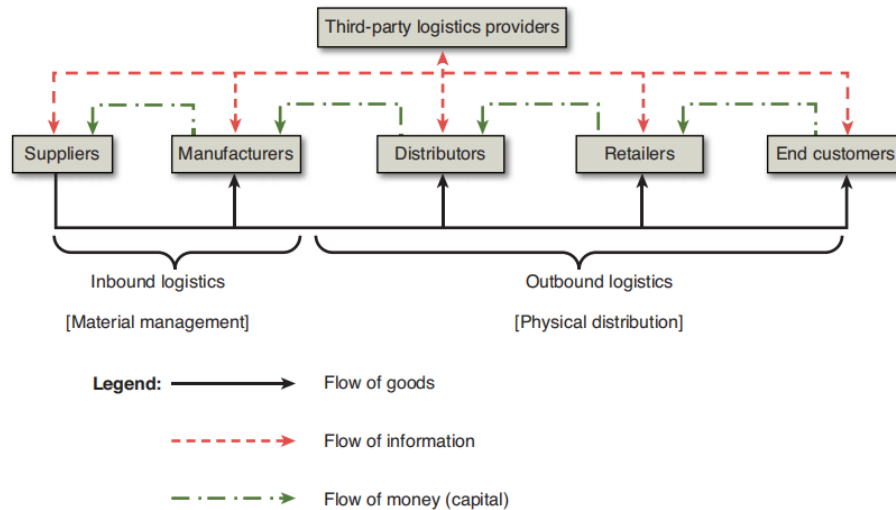 Third-party logistics providers
Suppliers
Manufacturers
Distributors
Retailers
End customers
Inbound logistics
Outbound logistics
[Material management]
[Physical distribution]
Legend:
Flow of goods
Flow of information
Flow of money (capital)